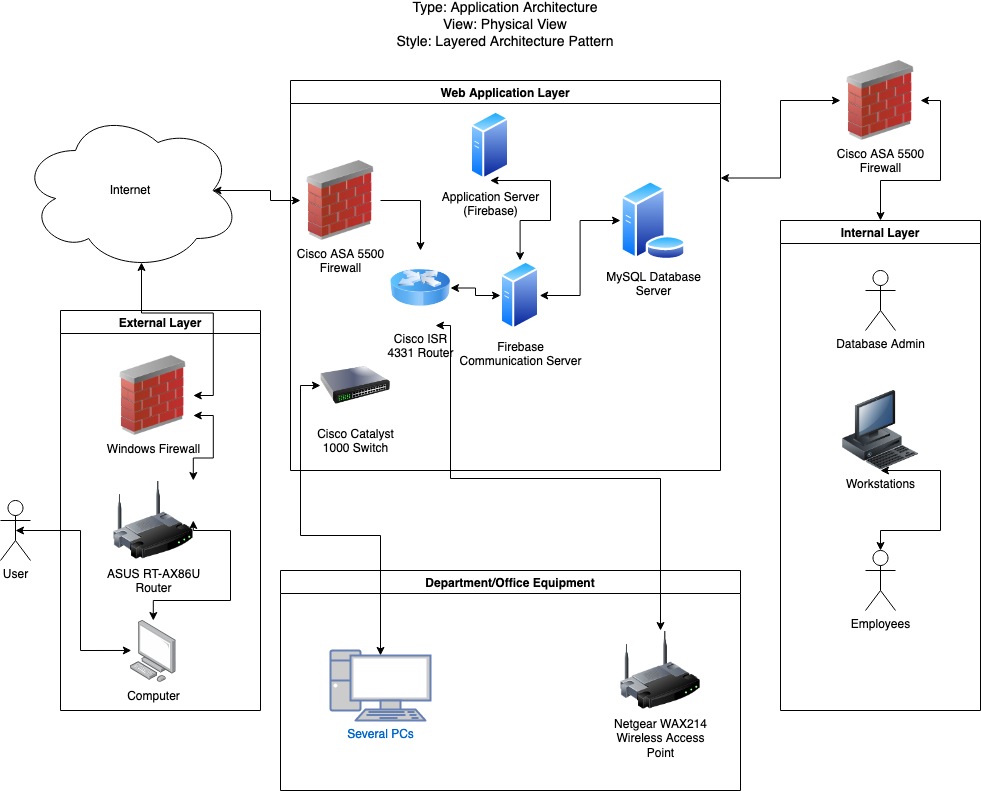 Type: Application Architecture
View: Physical View
Style: Layered Architecture Pattern
Web Application Layer
Internet
Cisco ASA 5500
Firewall
Application Server
(Firebase)
MySQL Database
Server
Cisco ISR
4331 Router
Firebase
Communication Server
Cisco Catalyst
1000 Switch
Cisco ASA 5500
Firewall
Internal Layer
Database Admin
Workstations
Employees
External Layer
Windows Firewall
ASUS RT-AX86U
Router
User
Computer
Department/Office Equipment
Several PCs
Netgear WAX214
Wireless Access
Point